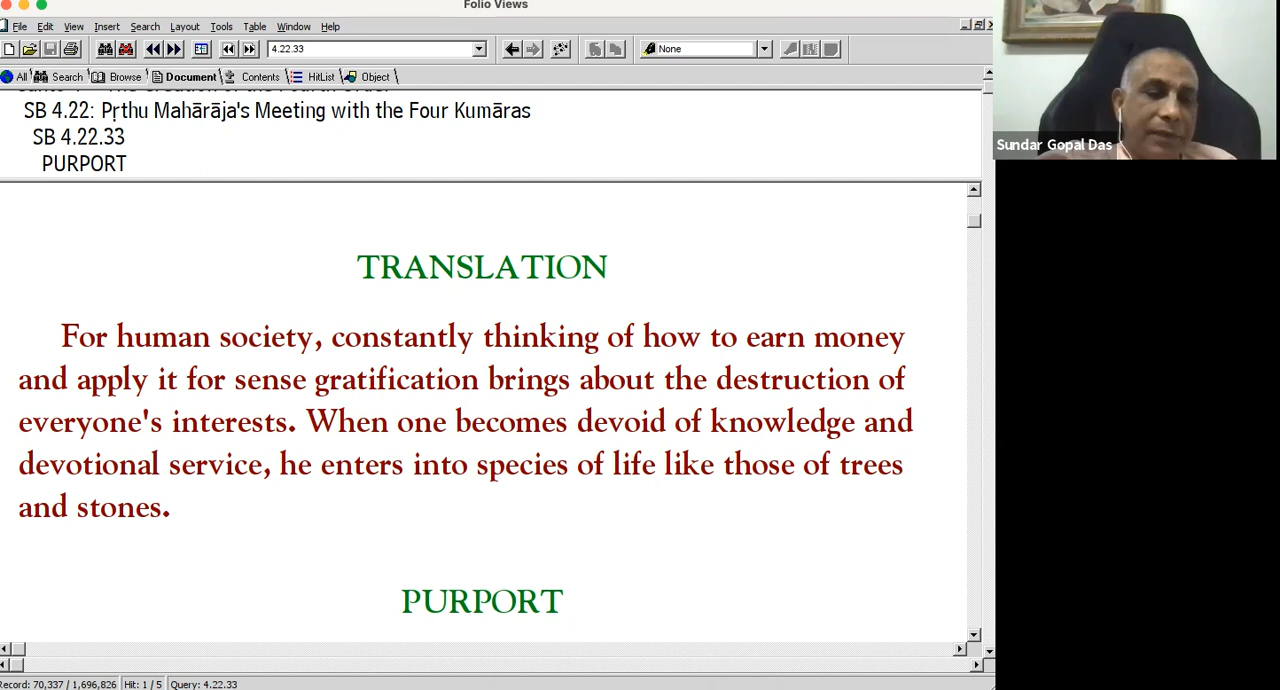 Folio Views
File Edit View Insert Search Layout Tools Table Window Help
4.22.33 None
All Search Browse Document Contents HitList Object
SB 4.22: Pṛthu Mahārāja's Meeting with the Four Kumāras
SB 4.22.33
PURPORT
Sundar Gopal Das
TRANSLATION
For human society, constantly thinking of how to earn money
and apply it for sense gratification brings about the destruction of
everyone's interests. When one becomes devoid of knowledge and
devotional service, he enters into species of life like those of trees
and stones.
PURPORT
Record: 70,337 / 1,696,826 Hit: 1 / 5 Query: 4.22.33